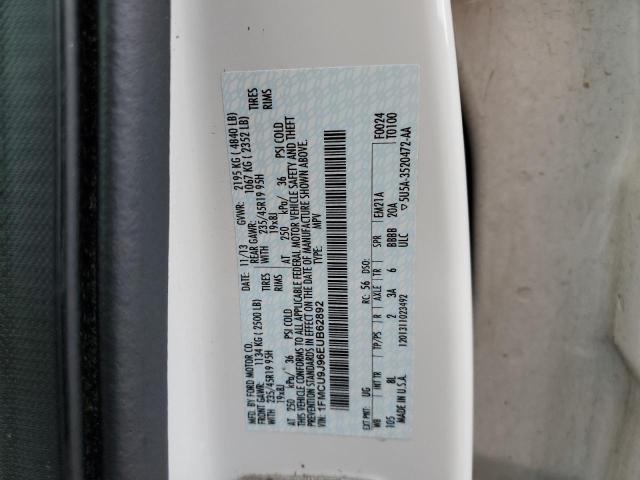 MFD. BY FORD MOTOR CO.
DATE: 11/13 GVWR: 2195 KG ( 4840 LB)
FRONT GAWR: 1134 KG ( 2500 LB) REAR GAWR: 1067 KG ( 2352 LB)
WITH 235/45R19 95H TIRES WITH 235/45R19 95H TIRES
19x8J RIMS 19x8J RIMS
AT 250 kPa/ 36 PSI COLD AT 250 kPa/ 36 PSI COLD
THIS VEHICLE CONFORMS TO ALL APPLICABLE FEDERAL MOTOR VEHICLE SAFETY AND THEFT
PREVENTION STANDARDS IN EFFECT ON THE DATE OF MANUFACTURE SHOWN ABOVE.
VIN: 1FMCU9J96EUB62892 TYPE: MPV
EXT PNT: UG RC: 56 DSO: F0024
WB INT TR TP/PS R AXLE TR SPR EM21A T0100
105 8L 2 3A 6 BBBB 20A
MADE IN U.S.A. 1201311023492 ULC 5U5A-3520472-AA